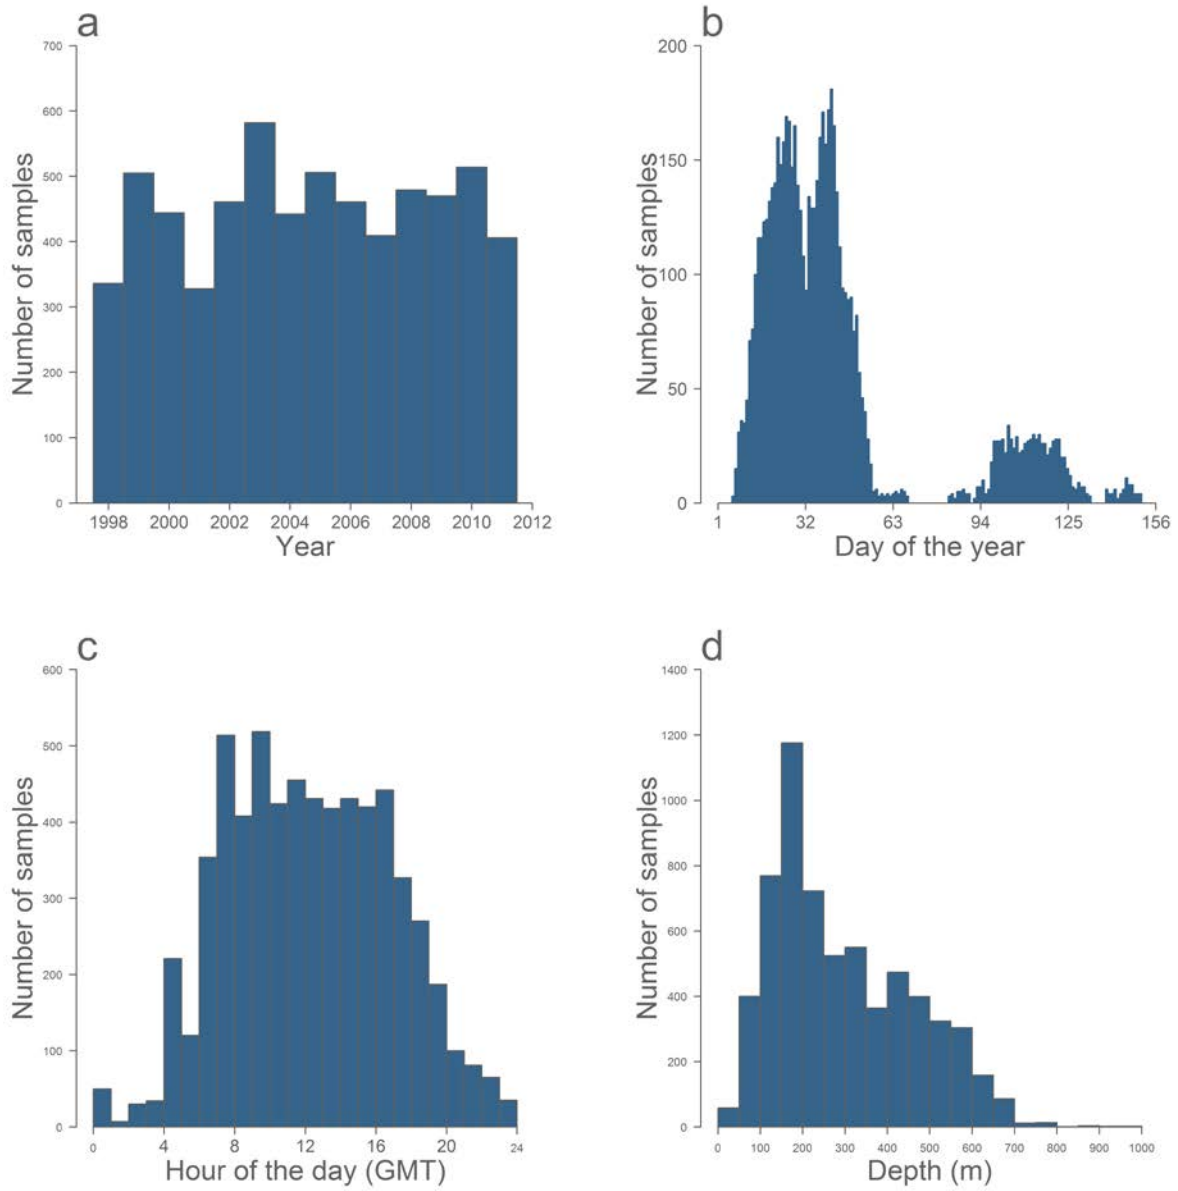 a
700
600
500
400
300
200
100
0
Number of samples
1998 2000 2002 2004 2006 2008 2010 2012
Year
b
200
150
100
50
0
Number of samples
1 32 63 94 125 156
Day of the year
c
600
500
400
300
200
100
0
Number of samples
0 4 8 12 16 20 24
Hour of the day (GMT)
d
1400
1200
1000
800
600
400
200
0
Number of samples
0 100 200 300 400 500 600 700 800 900 1000
Depth (m)